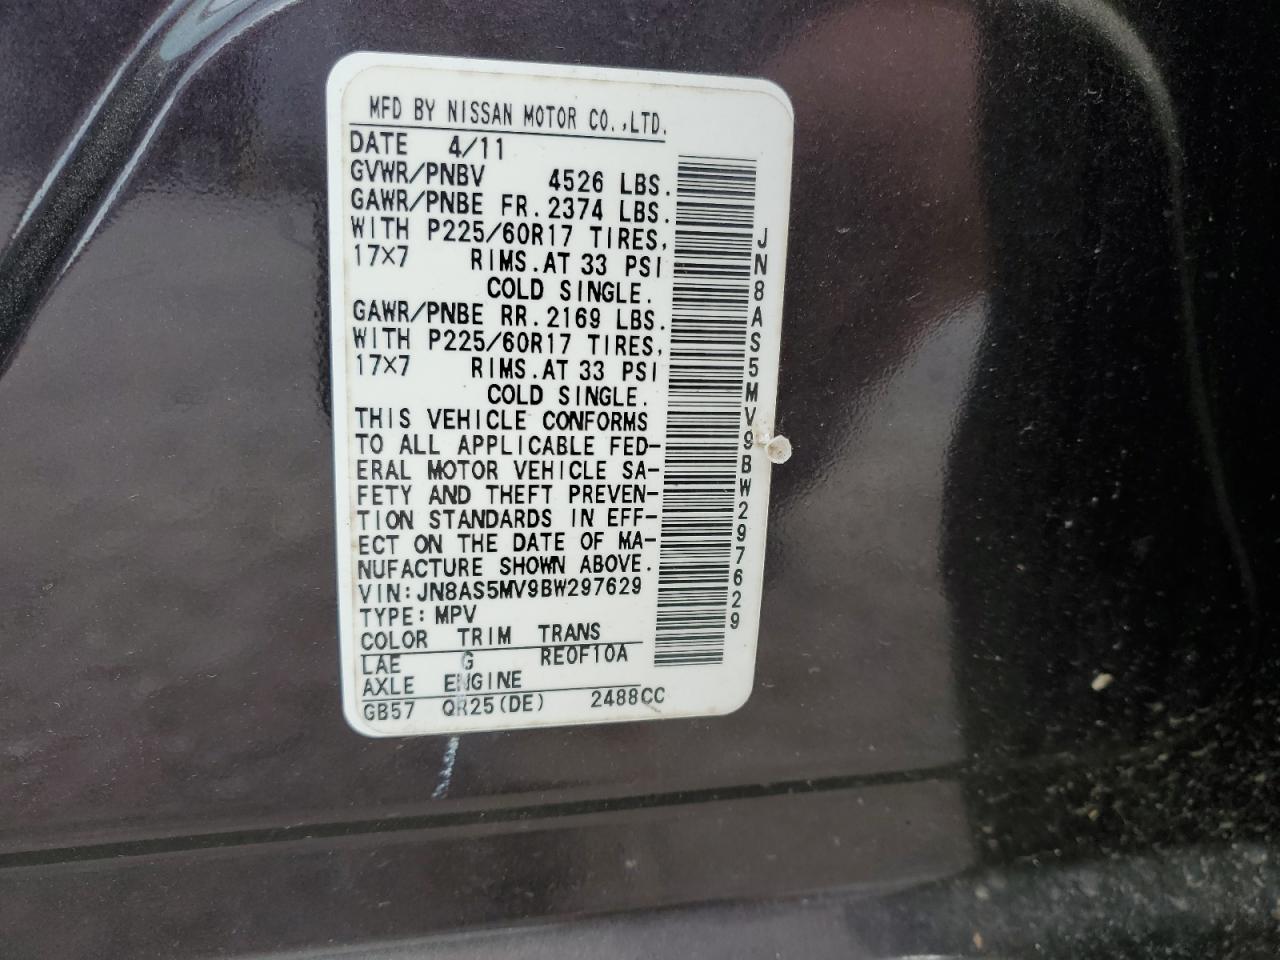 MFD BY NISSAN MOTOR CO.,LTD.
DATE 4/11
GVWR/PNBV 4526 LBS.
GAWR/PNBE FR. 2374 LBS.
WITH P225/60R17 TIRES,
17×7 RIMS. AT 33 PSI
COLD SINGLE.
GAWR/PNBE RR. 2169 LBS.
WITH P225/60R17 TIRES,
17×7 RIMS. AT 33 PSI
COLD SINGLE.
THIS VEHICLE CONFORMS
TO ALL APPLICABLE FED-
ERAL MOTOR VEHICLE SA-
FETY AND THEFT PREVEN-
TION STANDARDS IN EFF-
ECT ON THE DATE OF MA-
NUFACTURE SHOWN ABOVE.
VIN:JN8AS5MV9BW297629
TYPE:MPV
COLOR TRIM TRANS
LAE G RE0F10A
AXLE ENGINE
GB57 QR25(DE) 2488CC
JN8AS5MV9BW297629